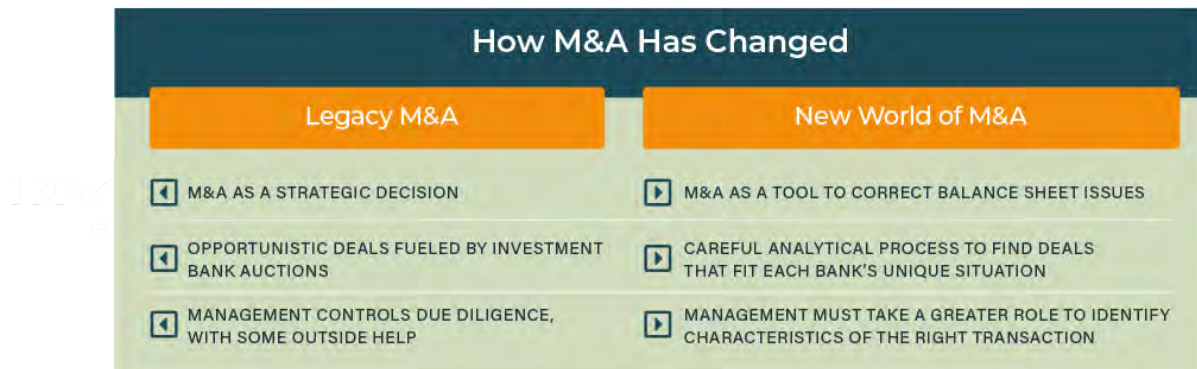 How M&A Has Changed
Legacy M&A
New World of M&A
M&A AS A STRATEGIC DECISION
M&A AS A TOOL TO CORRECT BALANCE SHEET ISSUES
OPPORTUNISTIC DEALS FUELED BY INVESTMENT
BANK AUCTIONS
CAREFUL ANALYTICAL PROCESS TO FIND DEALS
THAT FIT EACH BANK’S UNIQUE SITUATION
MANAGEMENT CONTROLS DUE DILIGENCE,
WITH SOME OUTSIDE HELP
MANAGEMENT MUST TAKE A GREATER ROLE TO IDENTIFY
CHARACTERISTICS OF THE RIGHT TRANSACTION